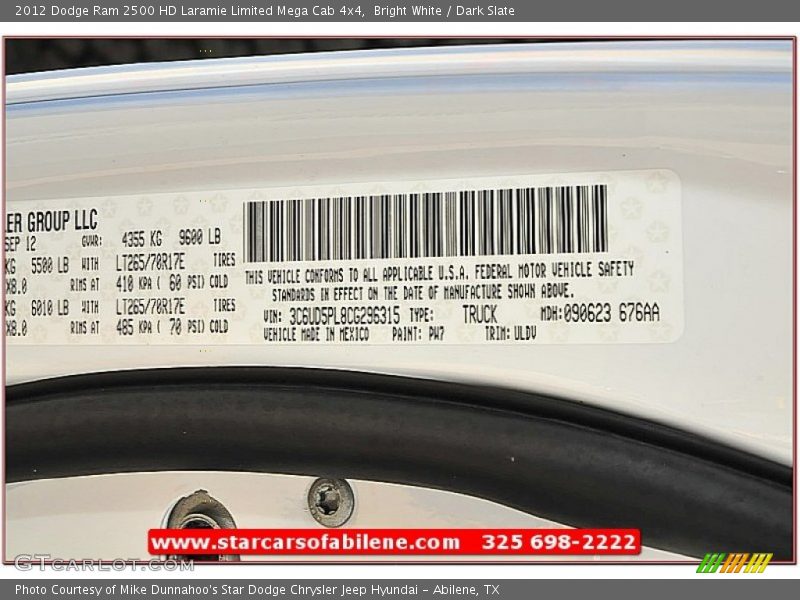 2012 Dodge Ram 2500 HD Laramie Limited Mega Cab 4x4, Bright White / Dark Slate
LER GROUP LLC
SEP 12 GVWR: 4355 KG 9600 LB
KG 5500 LB WITH LT265/70R17E TIRES
X8.0 RIMS AT 410 KPA ( 60 PSI) COLD
KG 6010 LB WITH LT265/70R17E TIRES
X8.0 RIMS AT 485 KPA ( 70 PSI) COLD
THIS VEHICLE CONFORMS TO ALL APPLICABLE U.S.A. FEDERAL MOTOR VEHICLE SAFETY
STANDARDS IN EFFECT ON THE DATE OF MANUFACTURE SHOWN ABOVE.
VIN: 3C6UD5PL8CG296315 TYPE: TRUCK MDH:090623 676AA
VEHICLE MADE IN MEXICO PAINT: PW7 TRIM: ULDV
www.starcarsofabilene.com 325 698-2222
GTcarlot.com
Photo Courtesy of Mike Dunnahoo's Star Dodge Chrysler Jeep Hyundai - Abilene, TX